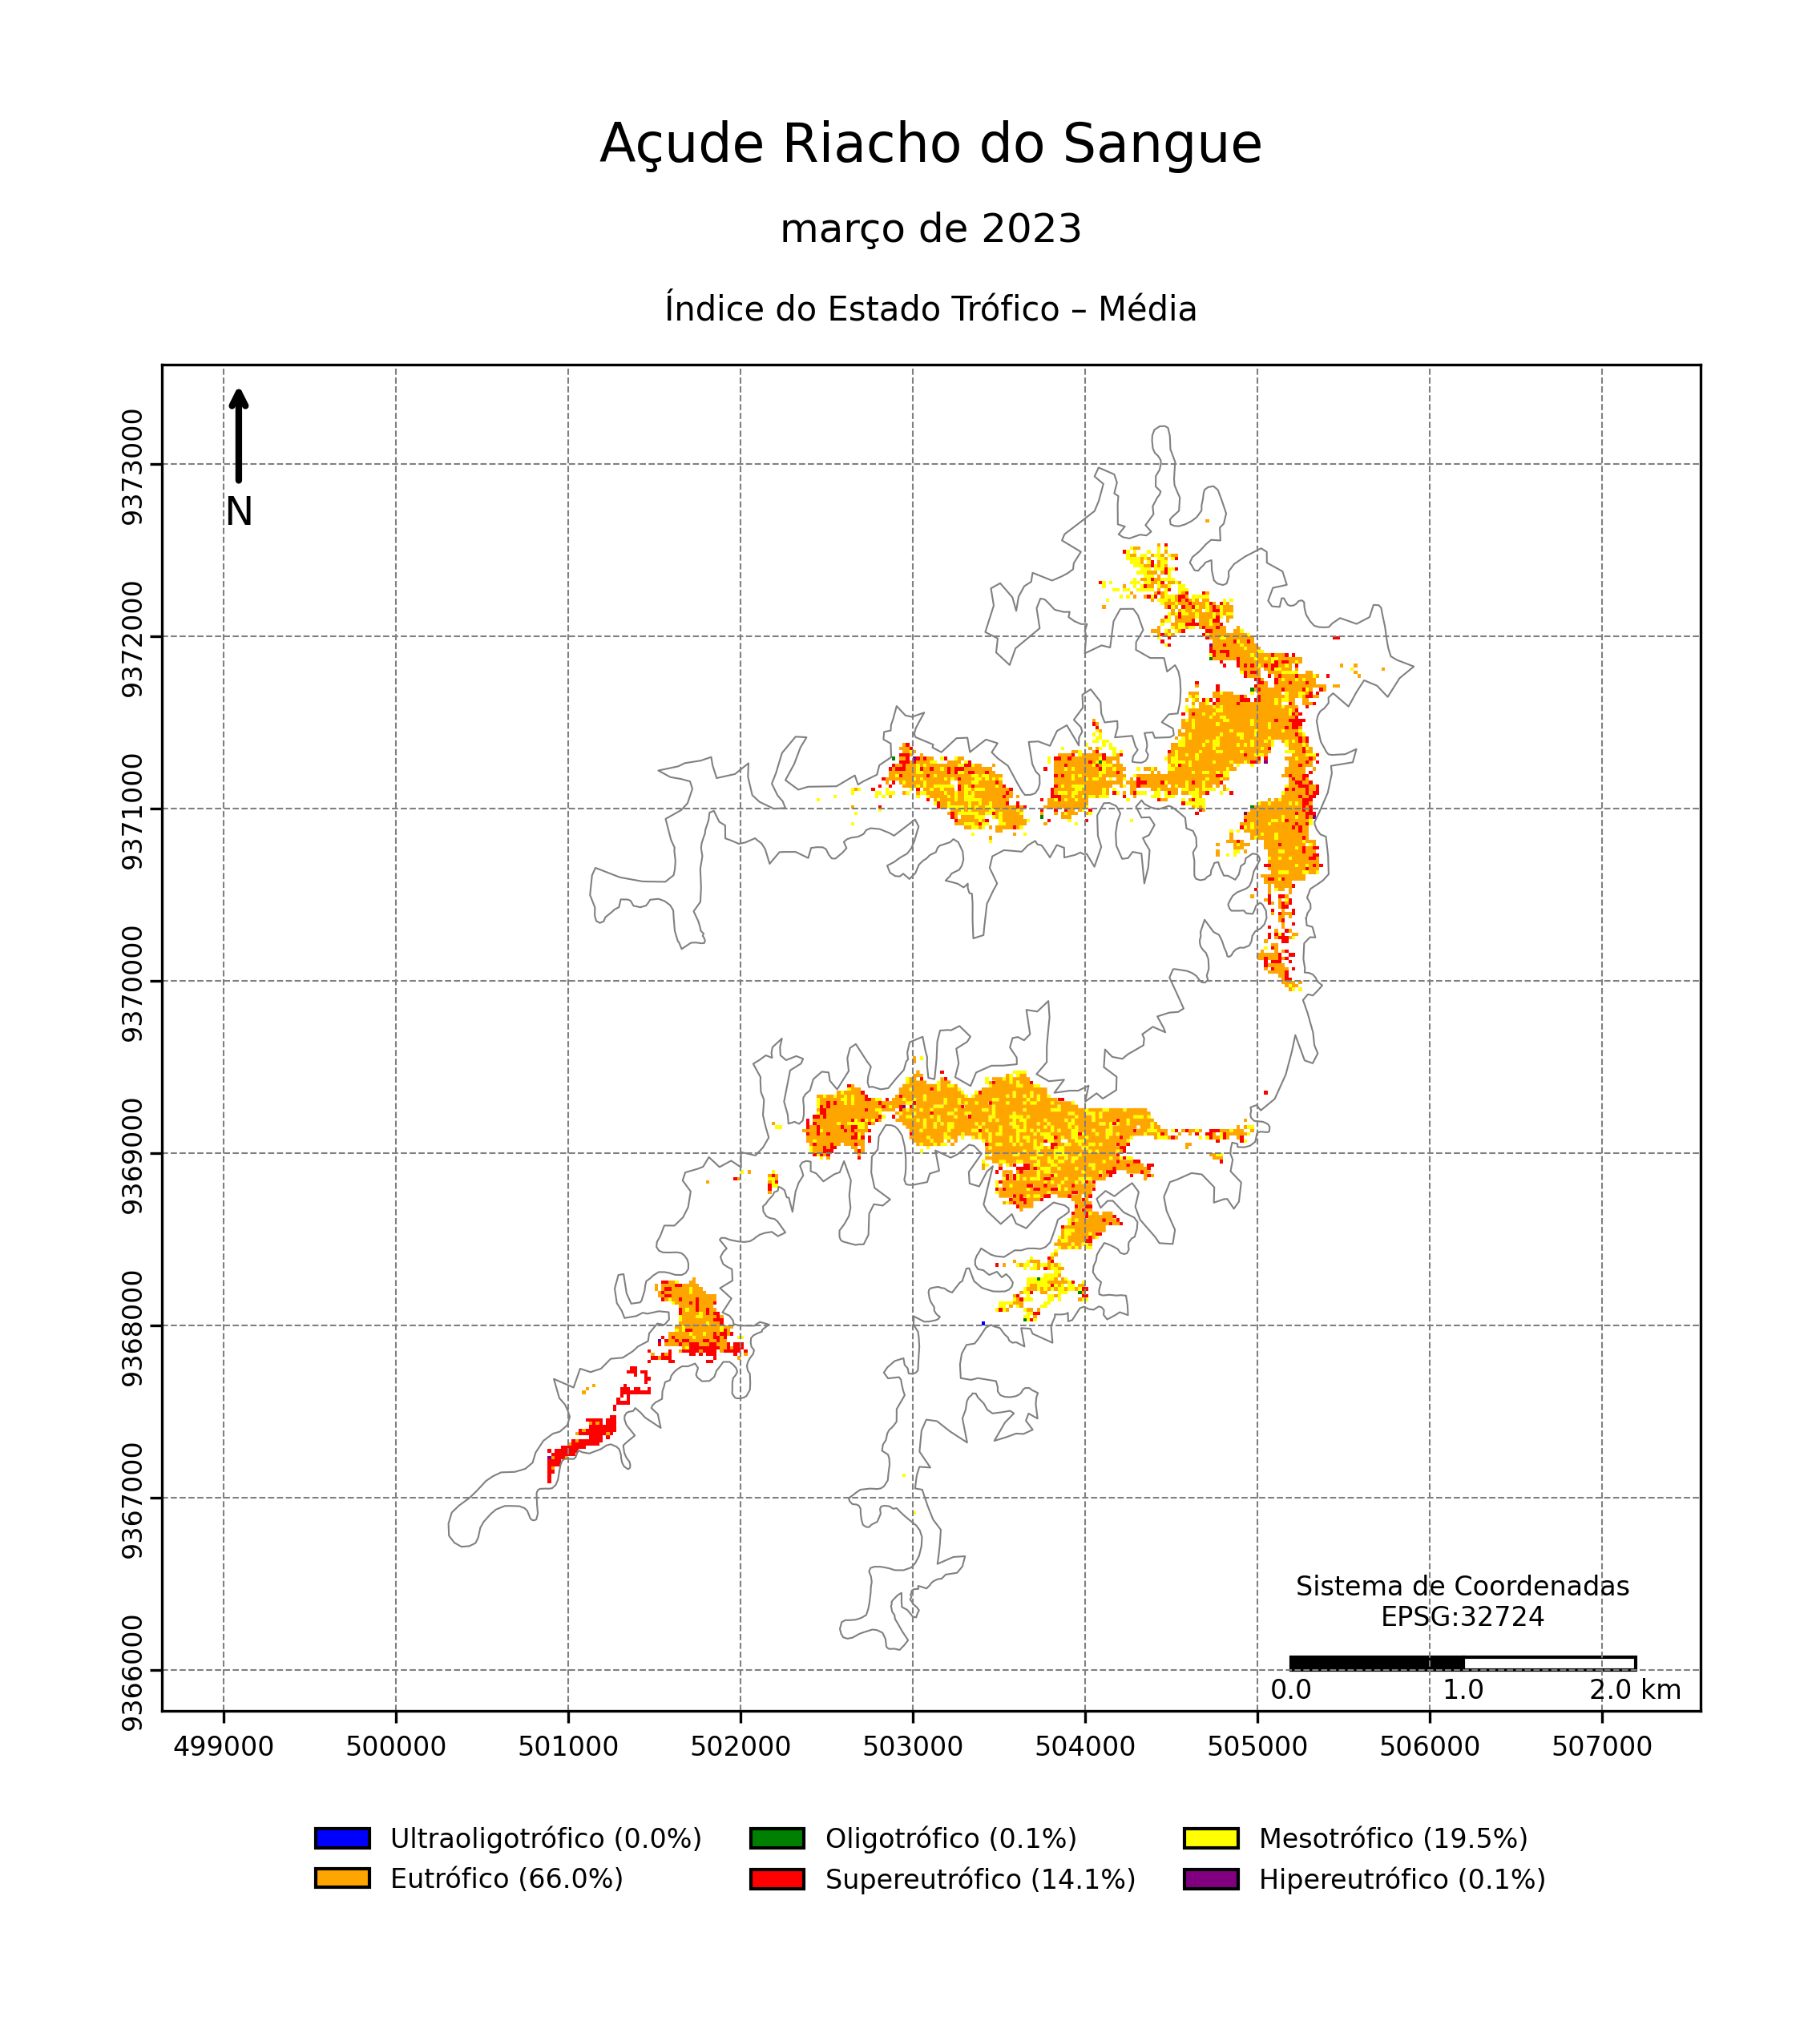 Açude Riacho do Sangue
março de 2023
Índice do Estado Trófico – Média
9373000
9372000
9371000
9370000
9369000
9368000
9367000
9366000
N
Sistema de Coordenadas
EPSG:32724
0.0 1.0 2.0 km
499000 500000 501000 502000 503000 504000 505000 506000 507000
Ultraoligotrófico (0.0%) Oligotrófico (0.1%) Mesotrófico (19.5%)
Eutrófico (66.0%) Supereutrófico (14.1%) Hipereutrófico (0.1%)